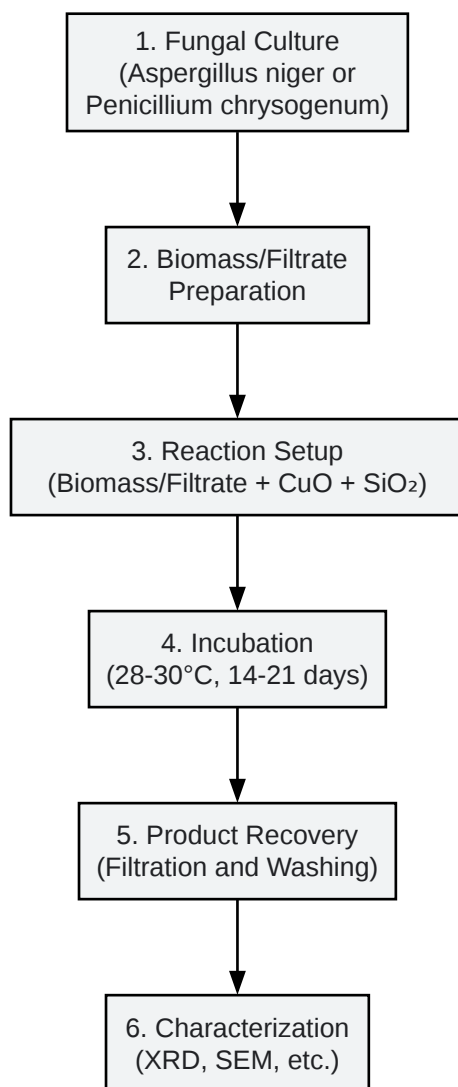 1. Fungal Culture
(Aspergillus niger or
Penicillium chrysogenum)
2. Biomass/Filtrate
Preparation
3. Reaction Setup
(Biomass/Filtrate + CuO + SiO₂)
4. Incubation
(28-30°C, 14-21 days)
5. Product Recovery
(Filtration and Washing)
6. Characterization
(XRD, SEM, etc.)